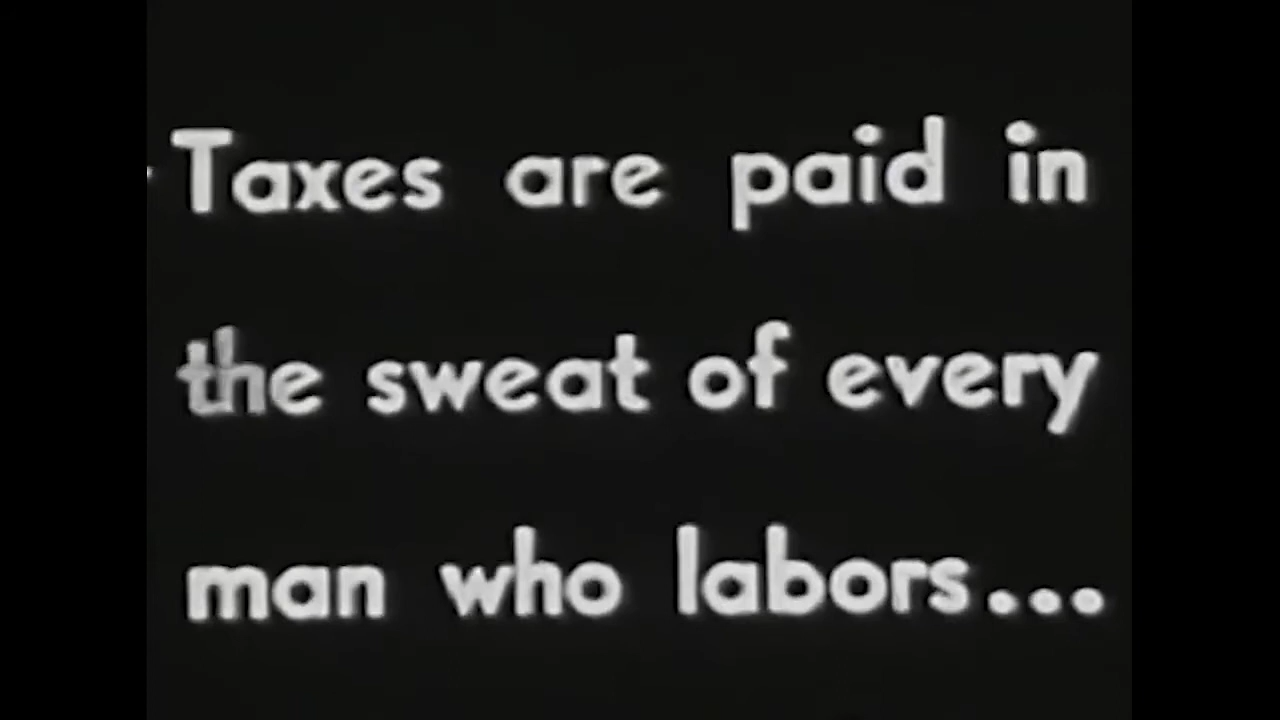 Taxes are paid in
the sweat of every
man who labors...